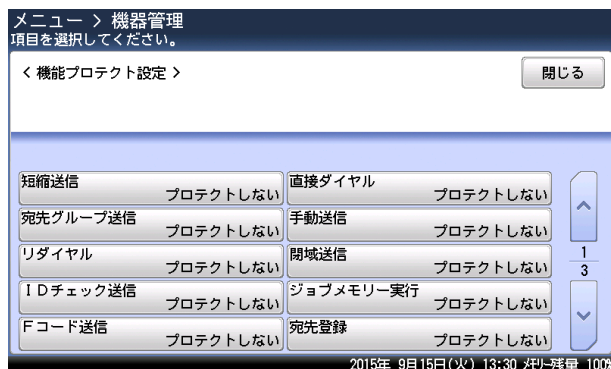 メニュー > 機器管理
項目を選択してください。
< 機能プロテクト設定 >
閉じる
短縮送信
プロテクトしない
直接ダイヤル
プロテクトしない
宛先グループ送信
プロテクトしない
手動送信
プロテクトしない
リダイヤル
プロテクトしない
閉域送信
プロテクトしない
1
3
IDチェック送信
プロテクトしない
ジョブメモリー実行
プロテクトしない
Fコード送信
プロテクトしない
宛先登録
プロテクトしない
2015年 9月15日(火) 13:30 メモリー残量 100%